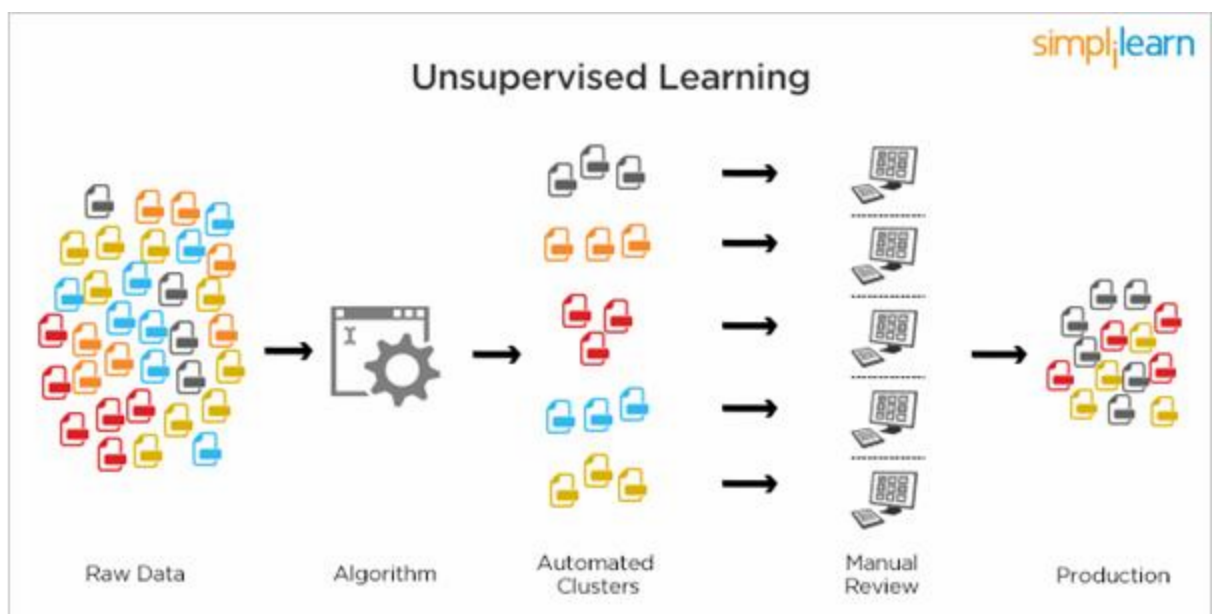 simplilearn
Unsupervised Learning
Raw Data
Algorithm
Automated
Clusters
Manual
Review
Production